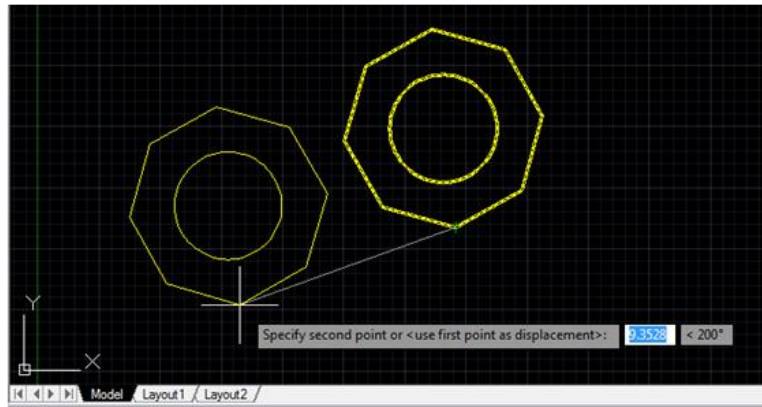 Specify second point or <use first point as displacement>: 9.3528 < 200°
Y
X
Model Layout1 Layout2